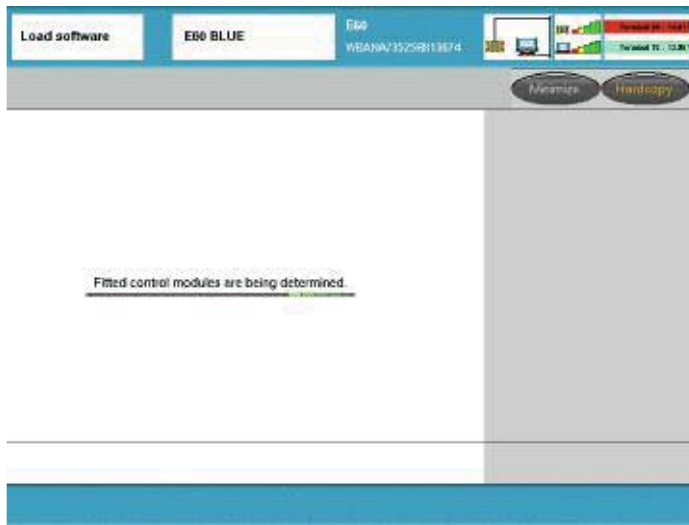 Load software
E60 BLUE
E60
Minimize
Hardcopy
Fitted control modules are being determined.